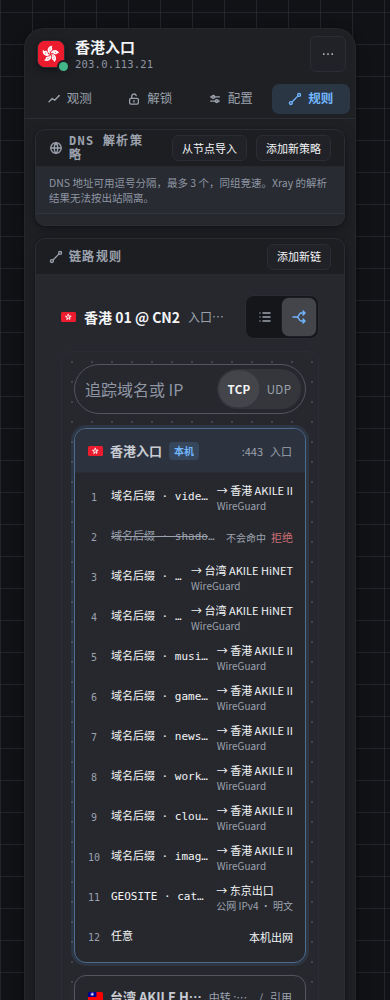 香港入口
203.0.113.21
...
观测
解锁
配置
规则
DNS 解析策
略
从节点导入
添加新策略
DNS 地址可用逗号分隔，最多 3 个，同组竞速。Xray 的解析
结果无法按出站隔离。
链路规则
添加新链
香港 01 @ CN2 入口…
追踪域名或 IP
TCP
UDP
香港入口 本机 :443 入口
1 域名后缀 · vide… → 香港 AKILE II
WireGuard
2 域名后缀 · shado… 不会命中 拒绝
3 域名后缀 · … → 台湾 AKILE HiNET
WireGuard
4 域名后缀 · … → 台湾 AKILE HiNET
WireGuard
5 域名后缀 · musi… → 香港 AKILE II
WireGuard
6 域名后缀 · game… → 香港 AKILE II
WireGuard
7 域名后缀 · news… → 香港 AKILE II
WireGuard
8 域名后缀 · work… → 香港 AKILE II
WireGuard
9 域名后缀 · clou… → 香港 AKILE II
WireGuard
10 域名后缀 · imag… → 香港 AKILE II
WireGuard
11 GEOSITE · cat… → 东京出口
公网 IPv4 · 明文
12 任意 本机出网
台湾 AKILE H… 中转 :… / 引用